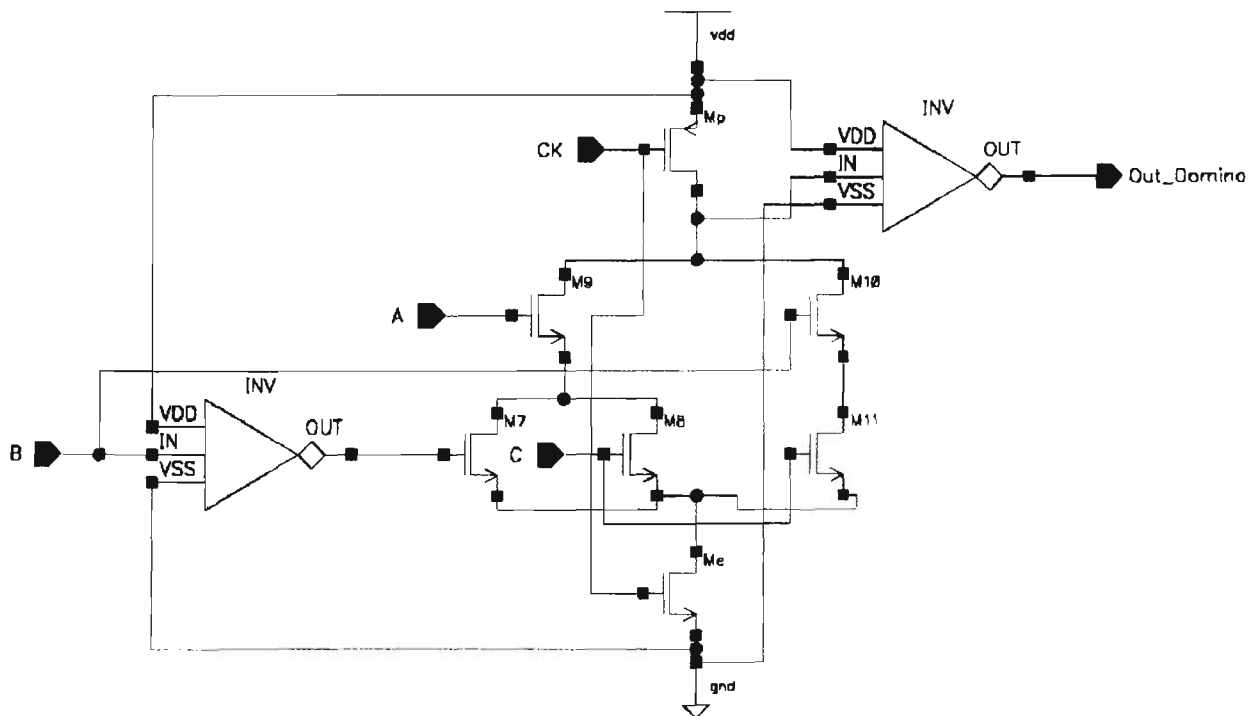 vdd
Mp
INV
CK
VDD
OUT
IN
Out_Domino
VSS
M9
M10
A
INV
VDD
M7
M8
M11
OUT
B
IN
C
VSS
Me
gnd